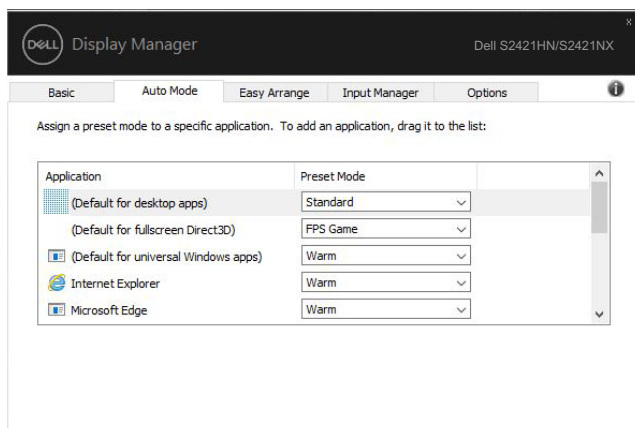 DELL Display Manager Dell S2421HN/S2421NX x
Basic Auto Mode Easy Arrange Input Manager Options i
Assign a preset mode to a specific application. To add an application, drag it to the list:
Application Preset Mode
(Default for desktop apps) Standard
(Default for fullscreen Direct3D) FPS Game
(Default for universal Windows apps) Warm
Internet Explorer Warm
Microsoft Edge Warm